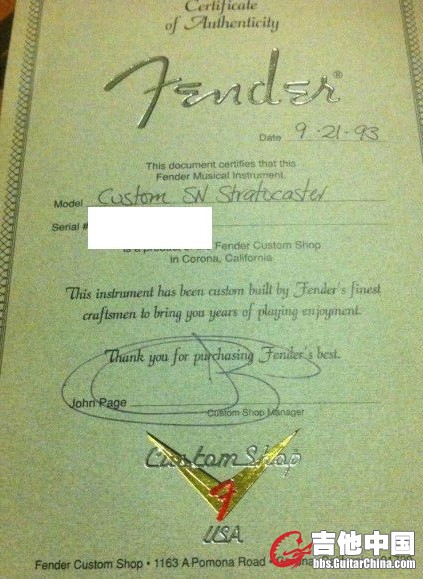 Certificate
of Authenticity
Fender®
Date 9-21-93
This document certifies that this
Fender Musical Instrument
Model Custom SN Stratocaster
Serial #
Fender Custom Shop
in Corona, California
This instrument has been custom built by Fender's finest
craftsmen to bring you years of playing enjoyment.
Thank you for purchasing Fender's best.
John Page
Custom Shop Manager
Custom Shop
USA
Fender Custom Shop • 1163 A Pomona Road •
吉他中国
bbs.GuitarChina.com